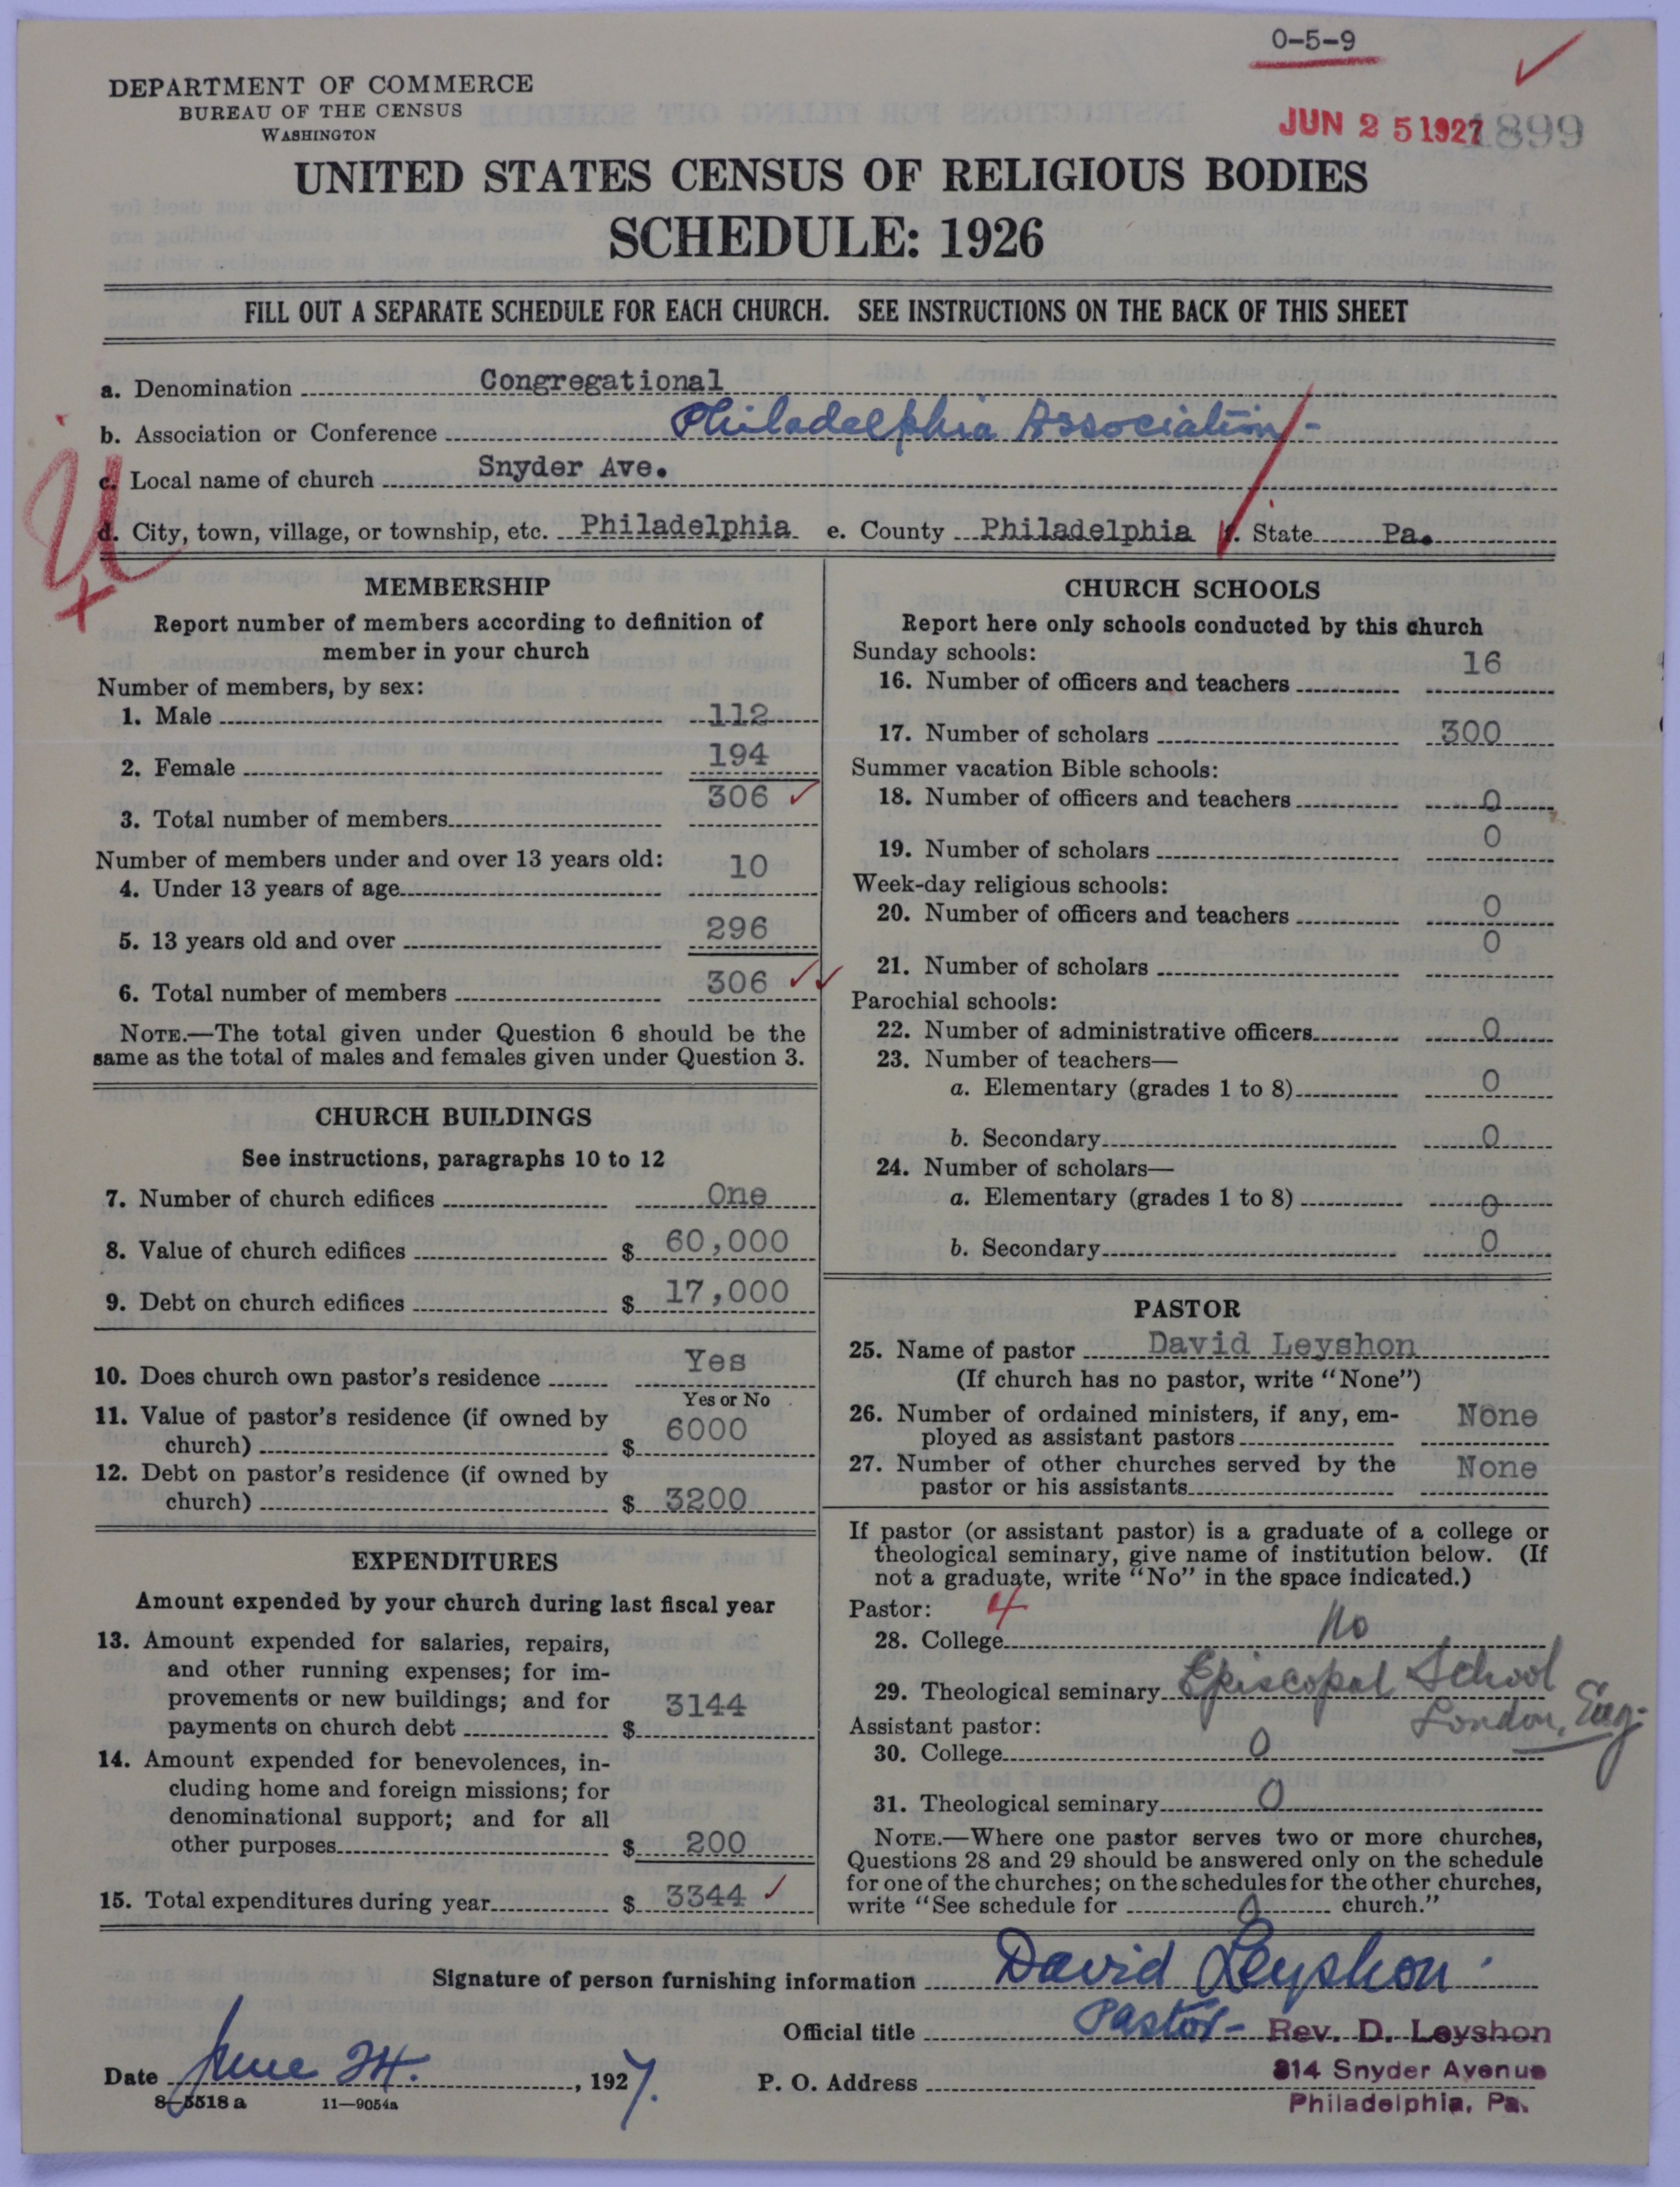 0-5-9
DEPARTMENT OF COMMERCE
BUREAU OF THE CENSUS
WASHINGTON
JUN 25 1927 1899
UNITED STATES CENSUS OF RELIGIOUS BODIES
SCHEDULE: 1926
FILL OUT A SEPARATE SCHEDULE FOR EACH CHURCH. SEE INSTRUCTIONS ON THE BACK OF THIS SHEET
a. Denomination Congregational
b. Association or Conference Philadelphia Association -
c. Local name of church Snyder Ave.
d. City, town, village, or township, etc. Philadelphia e. County Philadelphia f. State Pa.
MEMBERSHIP
Report number of members according to definition of
member in your church
Number of members, by sex:
1. Male 112
2. Female 194
3. Total number of members 306
Number of members under and over 13 years old:
4. Under 13 years of age 10
5. 13 years old and over 296
6. Total number of members 306
NOTE.—The total given under Question 6 should be the
same as the total of males and females given under Question 3.
CHURCH BUILDINGS
See instructions, paragraphs 10 to 12
7. Number of church edifices One
8. Value of church edifices $ 60,000
9. Debt on church edifices $ 17,000
10. Does church own pastor's residence Yes
Yes or No
11. Value of pastor's residence (if owned by
church) $ 6000
12. Debt on pastor's residence (if owned by
church) $ 3200
EXPENDITURES
Amount expended by your church during last fiscal year
13. Amount expended for salaries, repairs,
and other running expenses; for im-
provements or new buildings; and for
payments on church debt $ 3144
14. Amount expended for benevolences, in-
cluding home and foreign missions; for
denominational support; and for all
other purposes $ 200
15. Total expenditures during year $ 3344
CHURCH SCHOOLS
Report here only schools conducted by this church
Sunday schools:
16. Number of officers and teachers 16
17. Number of scholars 300
Summer vacation Bible schools:
18. Number of officers and teachers 0
19. Number of scholars 0
Week-day religious schools:
20. Number of officers and teachers 0
21. Number of scholars 0
Parochial schools:
22. Number of administrative officers 0
23. Number of teachers—
a. Elementary (grades 1 to 8) 0
b. Secondary 0
24. Number of scholars—
a. Elementary (grades 1 to 8) 0
b. Secondary 0
PASTOR
25. Name of pastor David Leyshon
(If church has no pastor, write "None")
26. Number of ordained ministers, if any, em-
ployed as assistant pastors None
27. Number of other churches served by the
pastor or his assistants None
If pastor (or assistant pastor) is a graduate of a college or
theological seminary, give name of institution below. (If
not a graduate, write "No" in the space indicated.)
Pastor: 4
28. College No
29. Theological seminary Episcopal School
London, Eng-
Assistant pastor:
30. College 0
31. Theological seminary 0
NOTE.—Where one pastor serves two or more churches,
Questions 28 and 29 should be answered only on the schedule
for one of the churches; on the schedules for the other churches,
write "See schedule for 0 church."
Signature of person furnishing information David Leyshon
Official title Pastor- Rev. D. Leyshon
Date June 24. , 1927. P. O. Address 814 Snyder Avenue
8—5518 a 11—9054a Philadelphia, Pa.